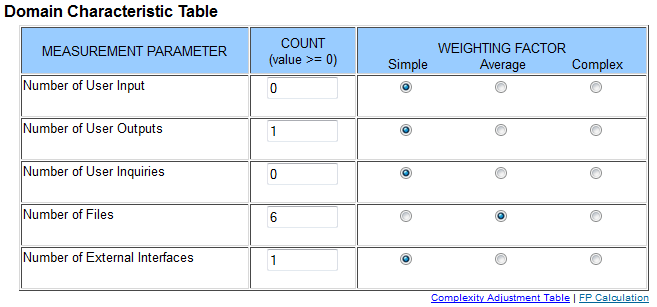 Domain Characteristic Table
MEASUREMENT PARAMETER
COUNT
(value >= 0)
WEIGHTING FACTOR
Simple Average Complex
Number of User Input 0
Number of User Outputs 1
Number of User Inquiries 0
Number of Files 6
Number of External Interfaces 1
Complexity Adjustment Table | FP Calculation